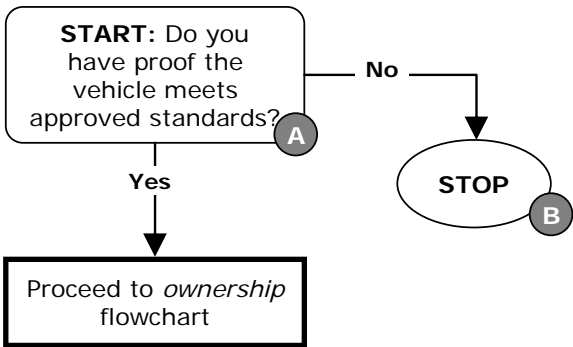 START: Do you
have proof the
vehicle meets
approved standards?
A
No
STOP
B
Yes
Proceed to ownership
flowchart